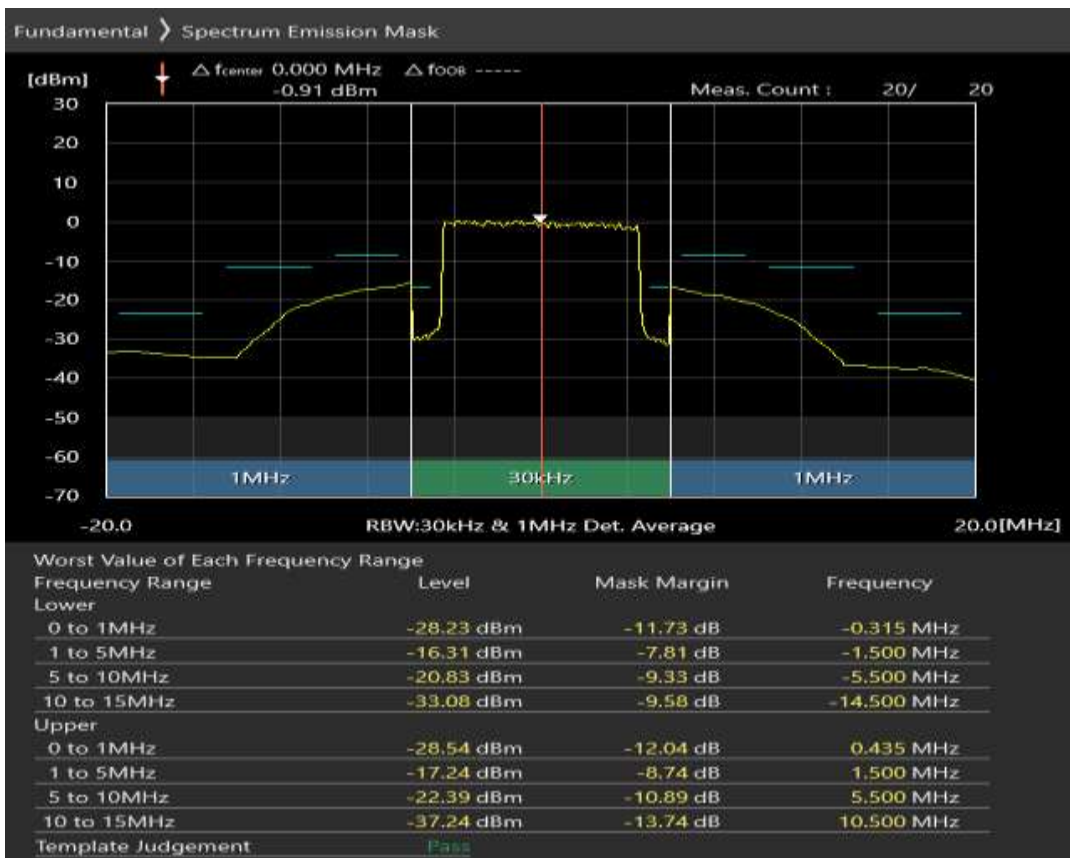 Fundamental ❯ Spectrum Emission Mask
[dBm] △ fcenter 0.000 MHz △ fOOB -----
-0.91 dBm Meas. Count : 20/ 20
30
20
10
0
-10
-20
-30
-40
-50
-60
1MHz 30kHz 1MHz
-70
-20.0 RBW:30kHz & 1MHz Det. Average 20.0[MHz]
Worst Value of Each Frequency Range
Frequency Range Level Mask Margin Frequency
Lower
0 to 1MHz -28.23 dBm -11.73 dB -0.315 MHz
1 to 5MHz -16.31 dBm -7.81 dB -1.500 MHz
5 to 10MHz -20.83 dBm -9.33 dB -5.500 MHz
10 to 15MHz -33.08 dBm -9.58 dB -14.500 MHz
Upper
0 to 1MHz -28.54 dBm -12.04 dB 0.435 MHz
1 to 5MHz -17.24 dBm -8.74 dB 1.500 MHz
5 to 10MHz -22.39 dBm -10.89 dB 5.500 MHz
10 to 15MHz -37.24 dBm -13.74 dB 10.500 MHz
Template Judgement Pass